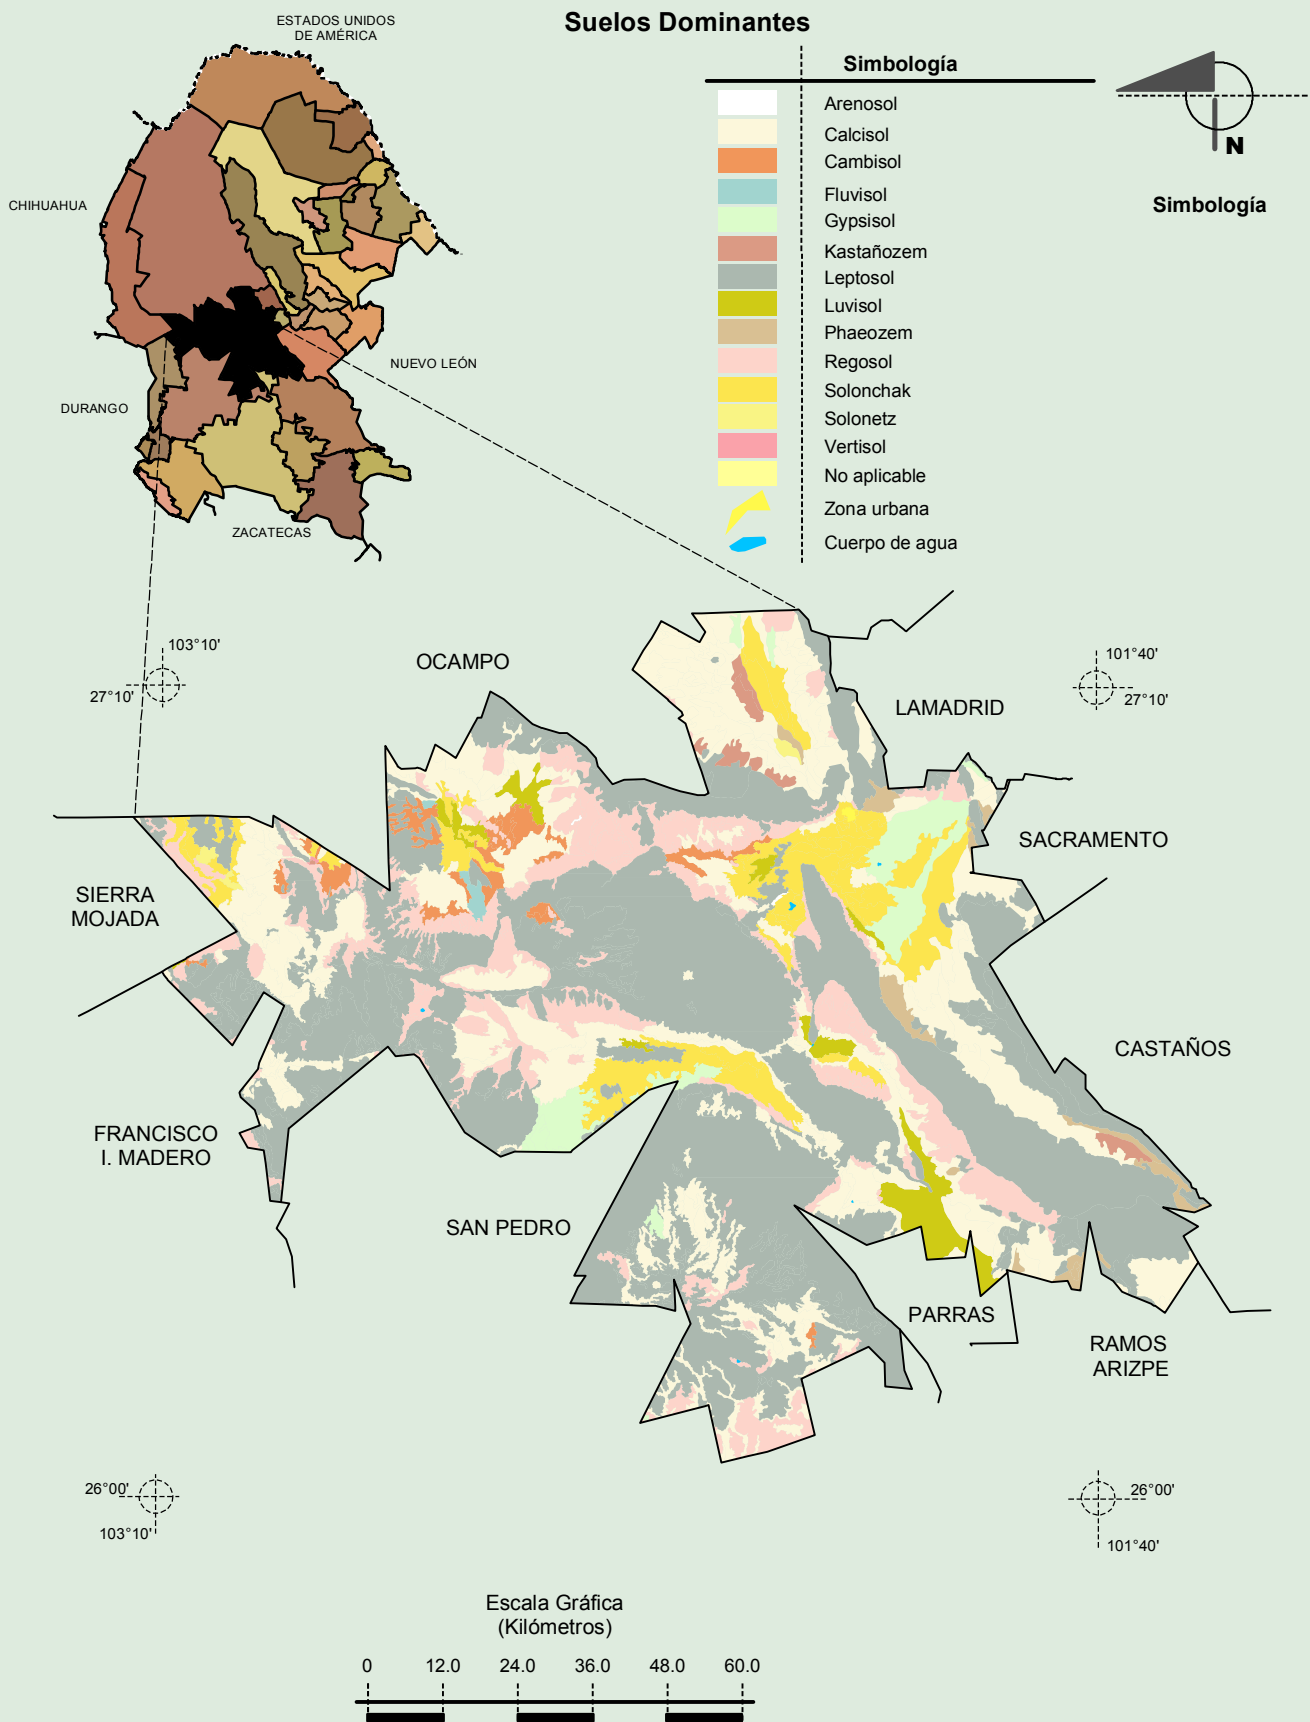 Suelos Dominantes
ESTADOS UNIDOS
DE AMÉRICA
CHIHUAHUA
NUEVO LEÓN
DURANGO
ZACATECAS
Simbología
Arenosol
Calcisol
Cambisol
Fluvisol
Gypsisol
Kastañozem
Leptosol
Luvisol
Phaeozem
Regosol
Solonchak
Solonetz
Vertisol
No aplicable
Zona urbana
Cuerpo de agua
N
Simbología
103°10'
27°10'
101°40'
27°10'
OCAMPO
LAMADRID
SACRAMENTO
SIERRA
MOJADA
CASTAÑOS
FRANCISCO
I. MADERO
SAN PEDRO
PARRAS
RAMOS
ARIZPE
26°00'
103°10'
26°00'
101°40'
Escala Gráfica
(Kilómetros)
0 12.0 24.0 36.0 48.0 60.0